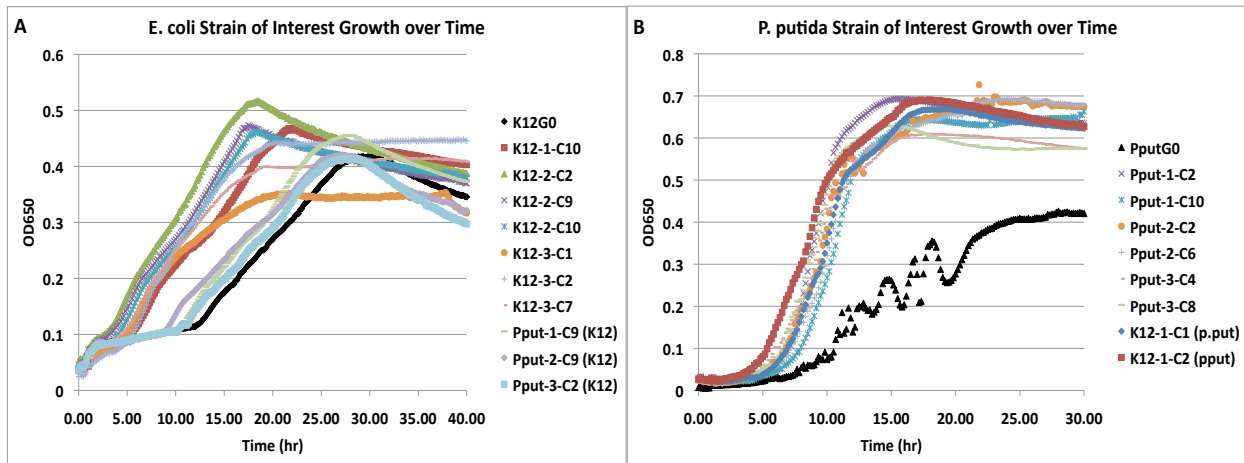 A
E. coli Strain of Interest Growth over Time
0.6
0.5
0.4
0.3
0.2
0.1
0
OD650
0.00
5.00
10.00
15.00
20.00
25.00
30.00
35.00
40.00
Time (hr)
K12G0
K12-1-C10
K12-2-C2
K12-2-C9
K12-2-C10
K12-3-C1
K12-3-C2
K12-3-C7
Pput-1-C9 (K12)
Pput-2-C9 (K12)
Pput-3-C2 (K12)
B
P. putida Strain of Interest Growth over Time
0.8
0.7
0.6
0.5
0.4
0.3
0.2
0.1
0
OD650
0.00
5.00
10.00
15.00
20.00
25.00
30.00
Time (hr)
PputG0
Pput-1-C2
Pput-1-C10
Pput-2-C2
Pput-2-C6
Pput-3-C4
Pput-3-C8
K12-1-C1 (p.put)
K12-1-C2 (pput)